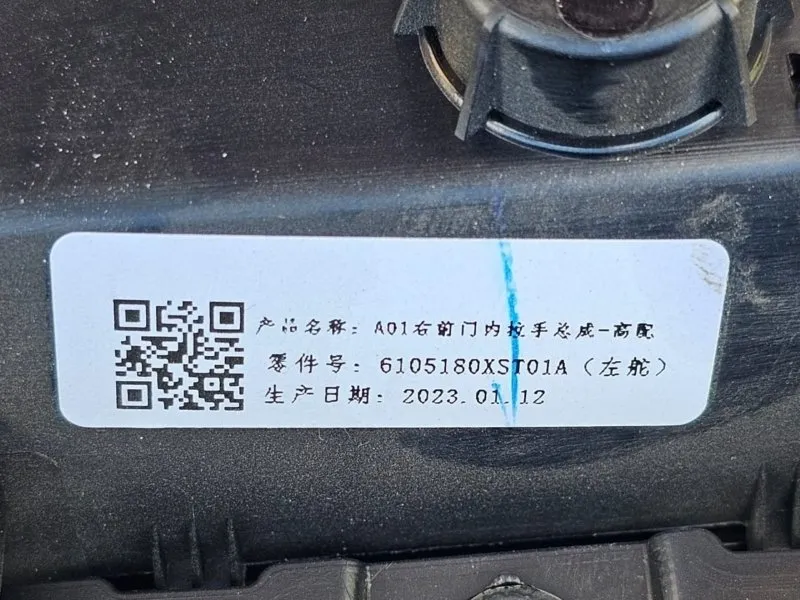 产品名称：A01右前门内拉手总成-高配
零件号：6105180XST01A（左舵）
生产日期：2023.01.12